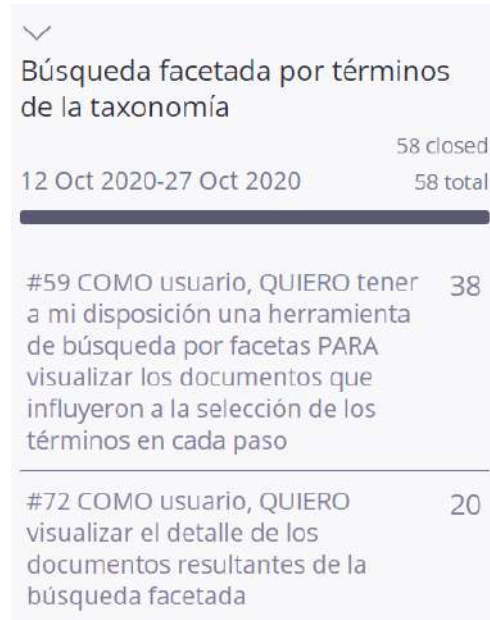 Búsqueda facetada por términos
de la taxonomía
58 closed
12 Oct 2020-27 Oct 2020 58 total
#59 COMO usuario, QUIERO tener 38
a mi disposición una herramienta
de búsqueda por facetas PARA
visualizar los documentos que
influyeron a la selección de los
términos en cada paso
#72 COMO usuario, QUIERO 20
visualizar el detalle de los
documentos resultantes de la
búsqueda facetada